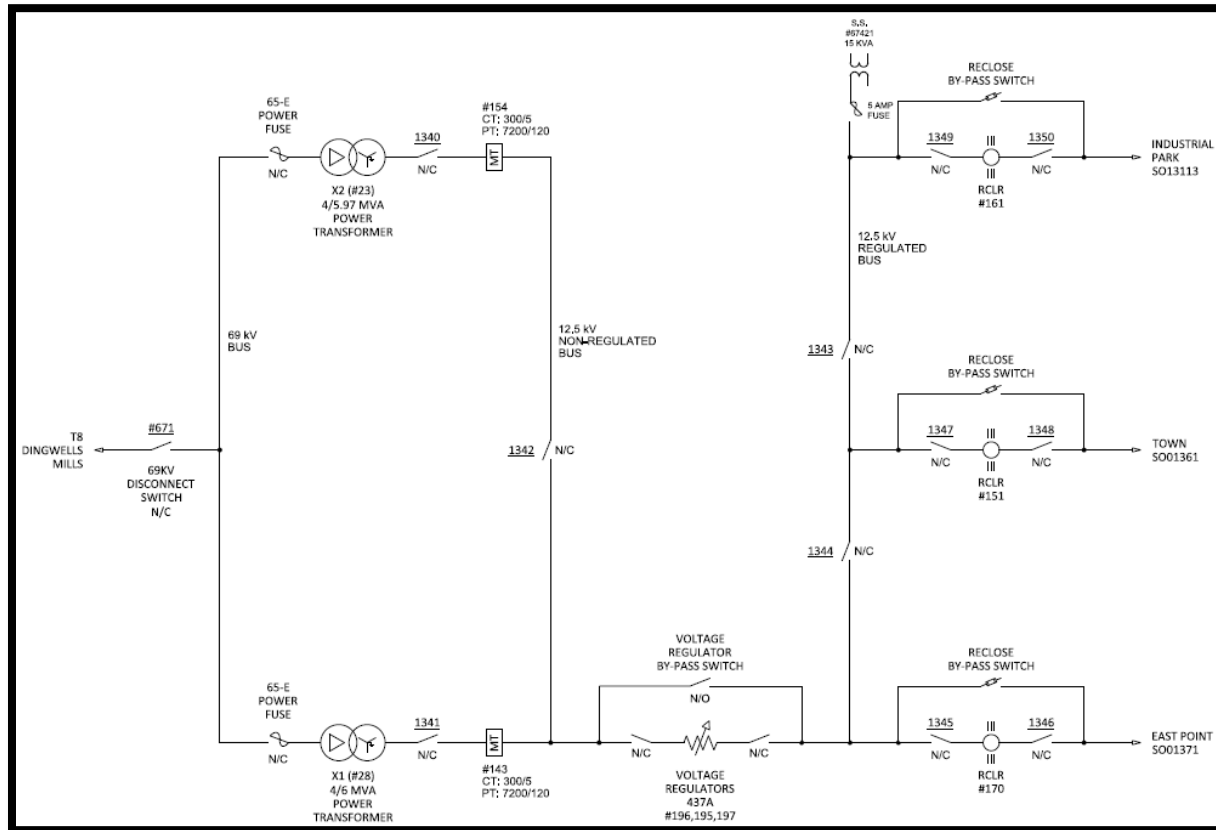 S.S.
#67421
15 KVA
5 AMP
FUSE
RECLOSE
BY-PASS SWITCH
1349
N/C
RCLR
#161
1350
N/C
INDUSTRIAL
PARK
SO13113
65-E
POWER
FUSE
N/C
X2 (#23)
4/5.97 MVA
POWER
TRANSFORMER
1340
N/C
#154
CT: 300/5
PT: 7200/120
MT
12.5 kV
REGULATED
BUS
69 kV
BUS
12.5 kV
NON-REGULATED
BUS
1343
N/C
T8
DINGWELLS
MILLS
#671
69KV
DISCONNECT
SWITCH
N/C
1342
N/C
RECLOSE
BY-PASS SWITCH
1347
N/C
RCLR
#151
1348
N/C
TOWN
SO01361
1344
N/C
65-E
POWER
FUSE
N/C
X1 (#28)
4/6 MVA
POWER
TRANSFORMER
1341
N/C
MT
#143
CT: 300/5
PT: 7200/120
VOLTAGE
REGULATOR
BY-PASS SWITCH
N/O
N/C
N/C
VOLTAGE
REGULATORS
437A
#196,195,197
RECLOSE
BY-PASS SWITCH
1345
N/C
RCLR
#170
1346
N/C
EAST POINT
SO01371